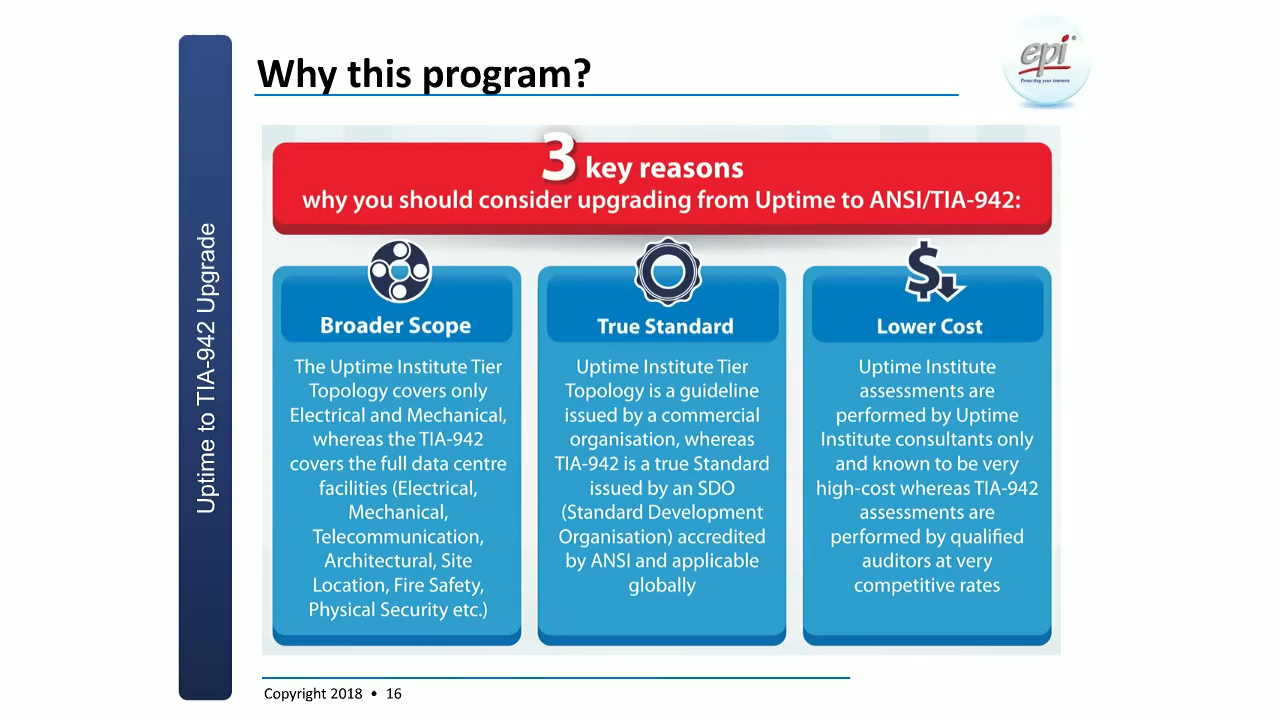 Why this program?
epi®
Protecting your interests
Uptime to TIA-942 Upgrade
3 key reasons
why you should consider upgrading from Uptime to ANSI/TIA-942:
Broader Scope
The Uptime Institute Tier
Topology covers only
Electrical and Mechanical,
whereas the TIA-942
covers the full data centre
facilities (Electrical,
Mechanical,
Telecommunication,
Architectural, Site
Location, Fire Safety,
Physical Security etc.)
True Standard
Uptime Institute Tier
Topology is a guideline
issued by a commercial
organisation, whereas
TIA-942 is a true Standard
issued by an SDO
(Standard Development
Organisation) accredited
by ANSI and applicable
globally
Lower Cost
Uptime Institute
assessments are
performed by Uptime
Institute consultants only
and known to be very
high-cost whereas TIA-942
assessments are
performed by qualified
auditors at very
competitive rates
Copyright 2018 • 16